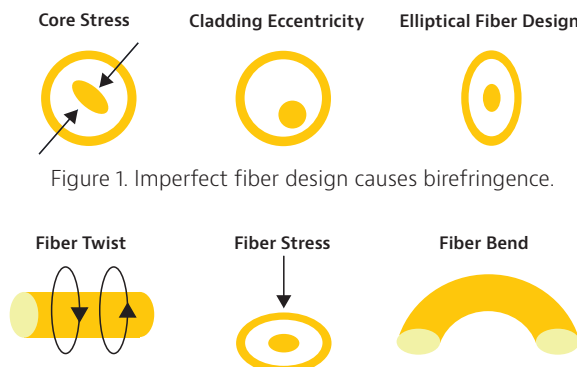 Core Stress
Cladding Eccentricity
Elliptical Fiber Design
Figure 1. Imperfect fiber design causes birefringence.
Fiber Twist
Fiber Stress
Fiber Bend